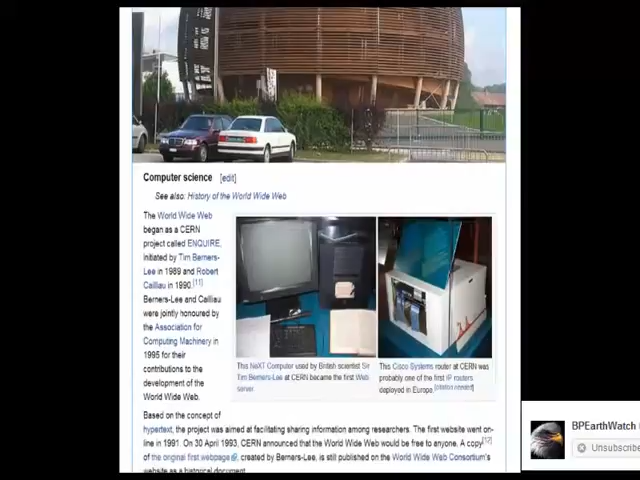 Computer science [edit]
See also: History of the World Wide Web
The World Wide Web
began as a CERN
project called ENQUIRE,
initiated by Tim Berners-
Lee in 1989 and Robert
Cailliau in 1990.[11]
Berners-Lee and Cailliau
were jointly honoured by
the Association for
Computing Machinery in
1995 for their
contributions to the
development of the
World Wide Web.
This NeXT Computer used by British scientist Sir
Tim Berners-Lee at CERN became the first Web
server.
This Cisco Systems router at CERN was
probably one of the first IP routers
deployed in Europe.[citation needed]
Based on the concept of
hypertext, the project was aimed at facilitating sharing information among researchers. The first website went on-
line in 1991. On 30 April 1993, CERN announced that the World Wide Web would be free to anyone. A copy[12]
of the original first webpage, created by Berners-Lee, is still published on the World Wide Web Consortium's
website as a historical document.
BPEarthWatch
Unsubscribe